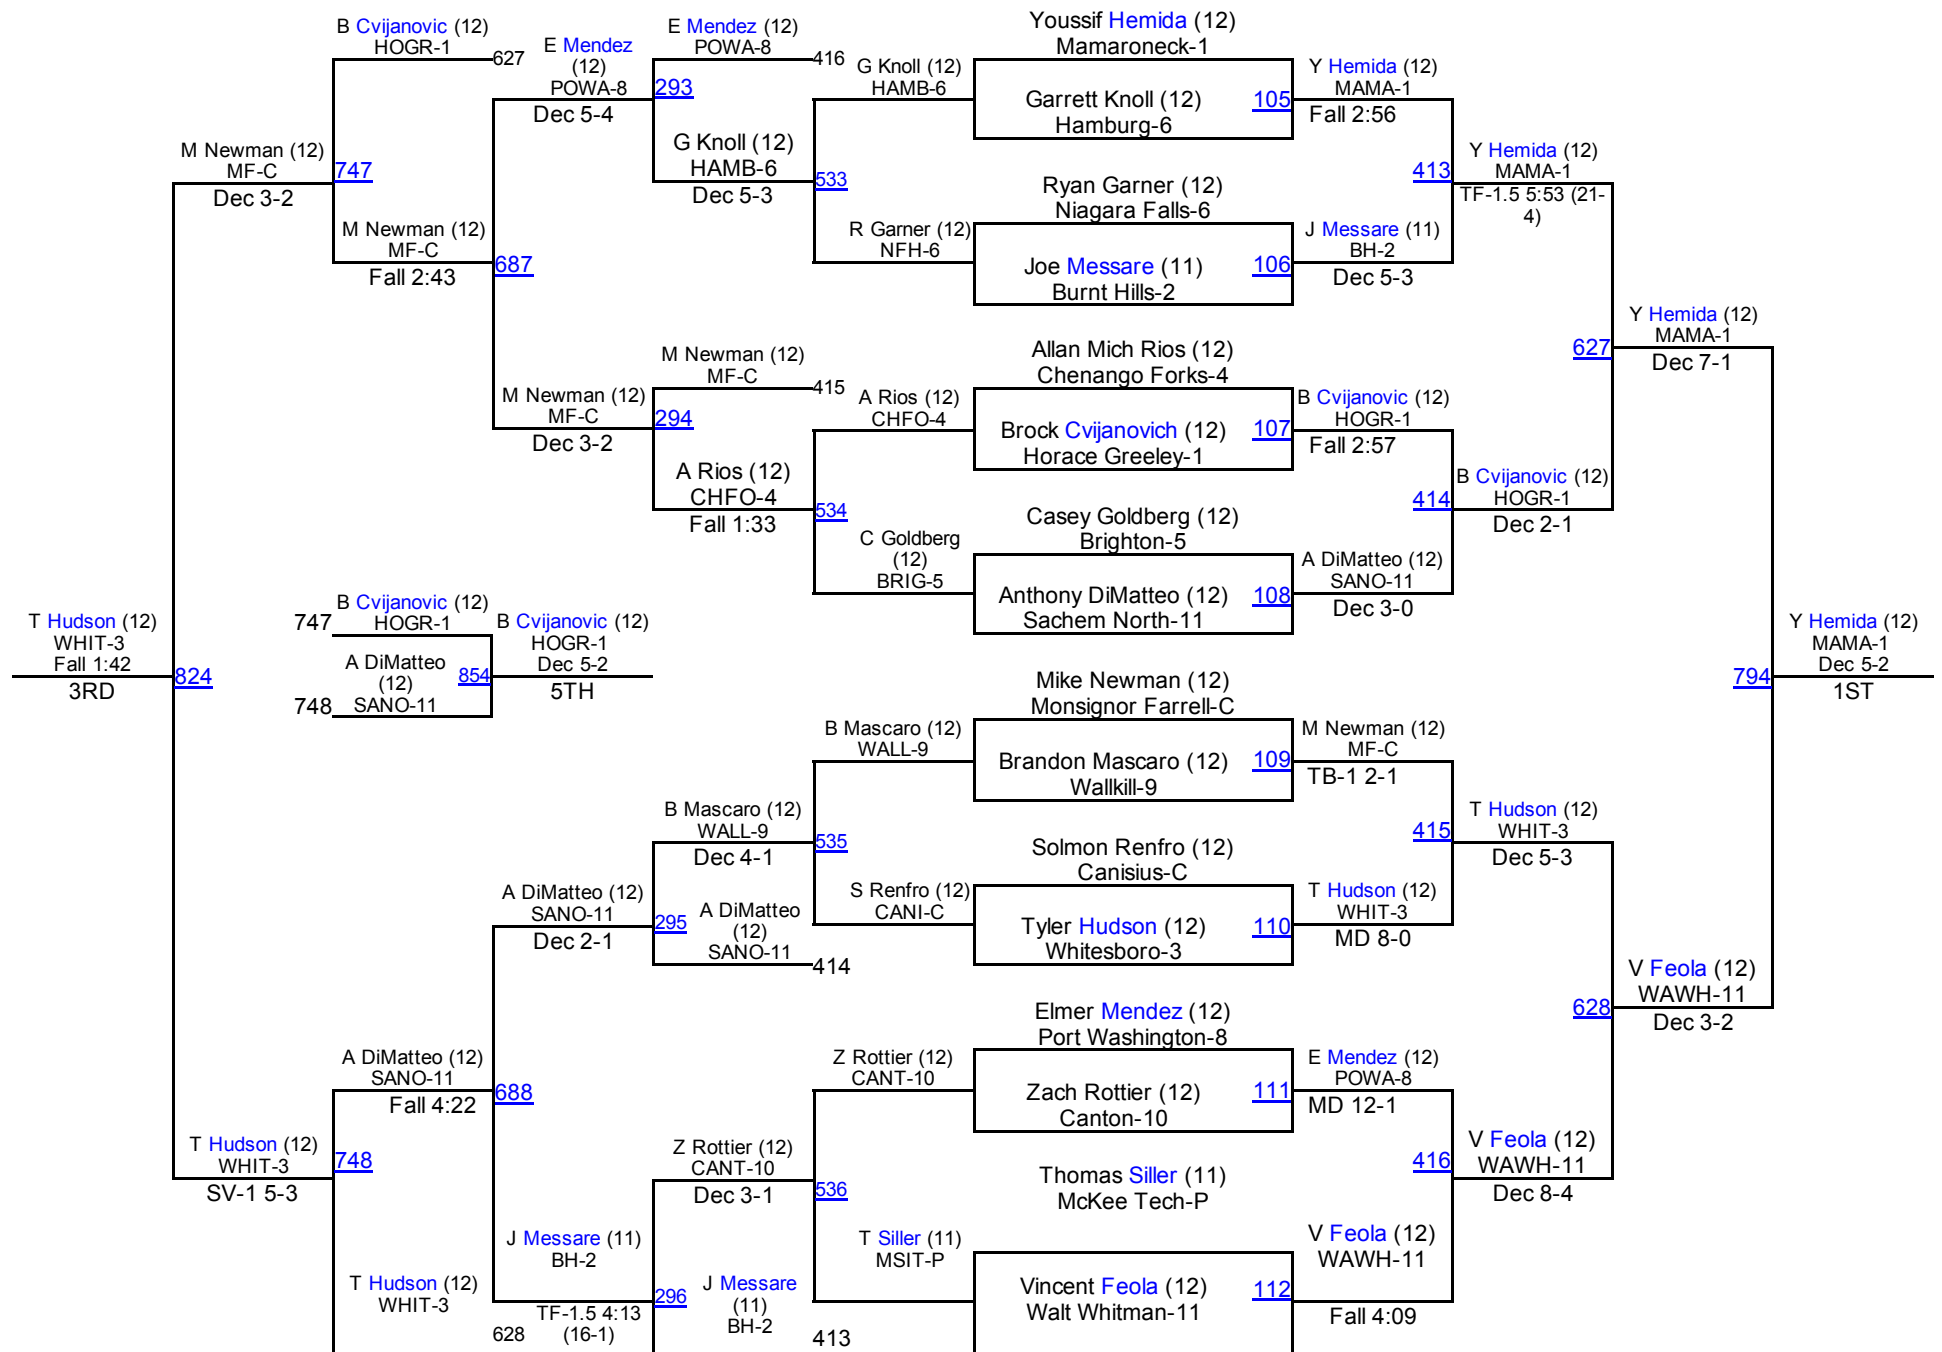 Youssif Hemida (12)
Mamaroneck-1
Garrett Knoll (12)
Hamburg-6
105
Ryan Garner (12)
Niagara Falls-6
Joe Messare (11)
Burnt Hills-2
106
Allan Mich Rios (12)
Chenango Forks-4
Brock Cvijanovich (12)
Horace Greeley-1
107
Casey Goldberg (12)
Brighton-5
Anthony DiMatteo (12)
Sachem North-11
108
Mike Newman (12)
Monsignor Farrell-C
Brandon Mascaro (12)
Wallkill-9
109
Solmon Renfro (12)
Canisius-C
Tyler Hudson (12)
Whitesboro-3
110
Elmer Mendez (12)
Port Washington-8
Zach Rottier (12)
Canton-10
111
Thomas Siller (11)
McKee Tech-P
Vincent Feola (12)
Walt Whitman-11
112
Y Hemida (12)
MAMA-1
Fall 2:56
413
J Messare (11)
BH-2
Dec 5-3
B Cvijanovic (12)
HOGR-1
Fall 2:57
414
A DiMatteo (12)
SANO-11
Dec 3-0
M Newman (12)
MF-C
TB-1 2-1
415
T Hudson (12)
WHIT-3
MD 8-0
E Mendez (12)
POWA-8
MD 12-1
416
V Feola (12)
WAWH-11
Fall 4:09
Y Hemida (12)
MAMA-1
TF-1.5 5:53 (21-
4)
627
B Cvijanovic (12)
HOGR-1
Dec 2-1
T Hudson (12)
WHIT-3
Dec 5-3
628
V Feola (12)
WAWH-11
Dec 8-4
Y Hemida (12)
MAMA-1
Dec 7-1
794
V Feola (12)
WAWH-11
Dec 3-2
Y Hemida (12)
MAMA-1
Dec 5-2
1ST
G Knoll (12)
HAMB-6
533
R Garner (12)
NFH-6
A Rios (12)
CHFO-4
534
C Goldberg
(12)
BRIG-5
B Mascaro (12)
WALL-9
535
S Renfro (12)
CANI-C
Z Rottier (12)
CANT-10
536
T Siller (11)
MSIT-P
E Mendez (12)
POWA-8
416
293
G Knoll (12)
HAMB-6
Dec 5-3
M Newman (12)
MF-C
415
294
A Rios (12)
CHFO-4
Fall 1:33
B Mascaro (12)
WALL-9
Dec 4-1
295
A DiMatteo
(12)
SANO-11
414
Z Rottier (12)
CANT-10
Dec 3-1
296
J Messare
(11)
BH-2
413
E Mendez
(12)
POWA-8
Dec 5-4
687
M Newman (12)
MF-C
Dec 3-2
A DiMatteo (12)
SANO-11
Dec 2-1
688
J Messare (11)
BH-2
TF-1.5 4:13
(16-1)
B Cvijanovic (12)
HOGR-1
627
747
M Newman (12)
MF-C
Fall 2:43
A DiMatteo (12)
SANO-11
Fall 4:22
748
T Hudson (12)
WHIT-3
628
M Newman (12)
MF-C
Dec 3-2
824
T Hudson (12)
WHIT-3
SV-1 5-3
T Hudson (12)
WHIT-3
Fall 1:42
3RD
747
B Cvijanovic (12)
HOGR-1
854
748
A DiMatteo
(12)
SANO-11
B Cvijanovic (12)
HOGR-1
Dec 5-2
5TH